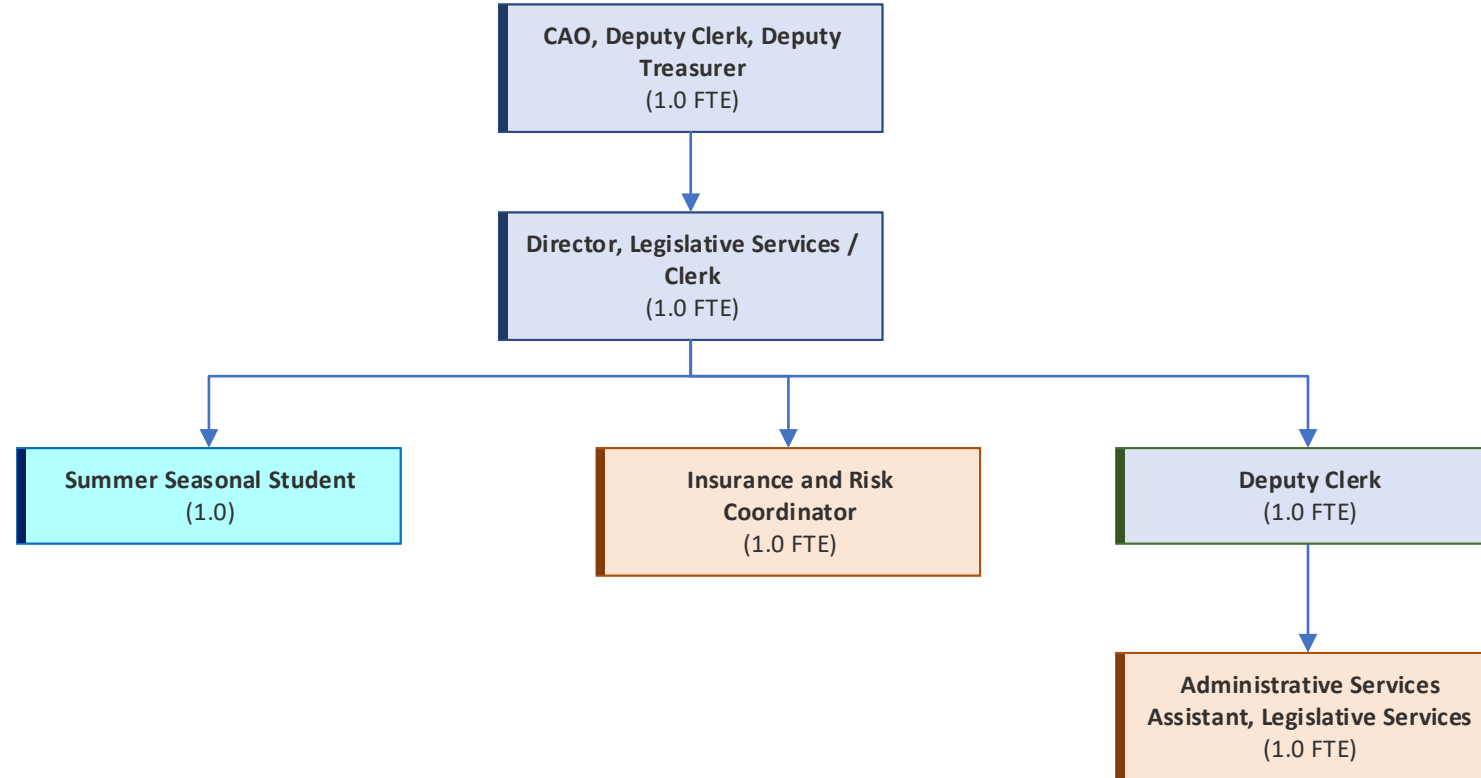 CAO, Deputy Clerk, Deputy
Treasurer
(1.0 FTE)
Director, Legislative Services /
Clerk
(1.0 FTE)
Summer Seasonal Student
(1.0)
Insurance and Risk
Coordinator
(1.0 FTE)
Deputy Clerk
(1.0 FTE)
Administrative Services
Assistant, Legislative Services
(1.0 FTE)